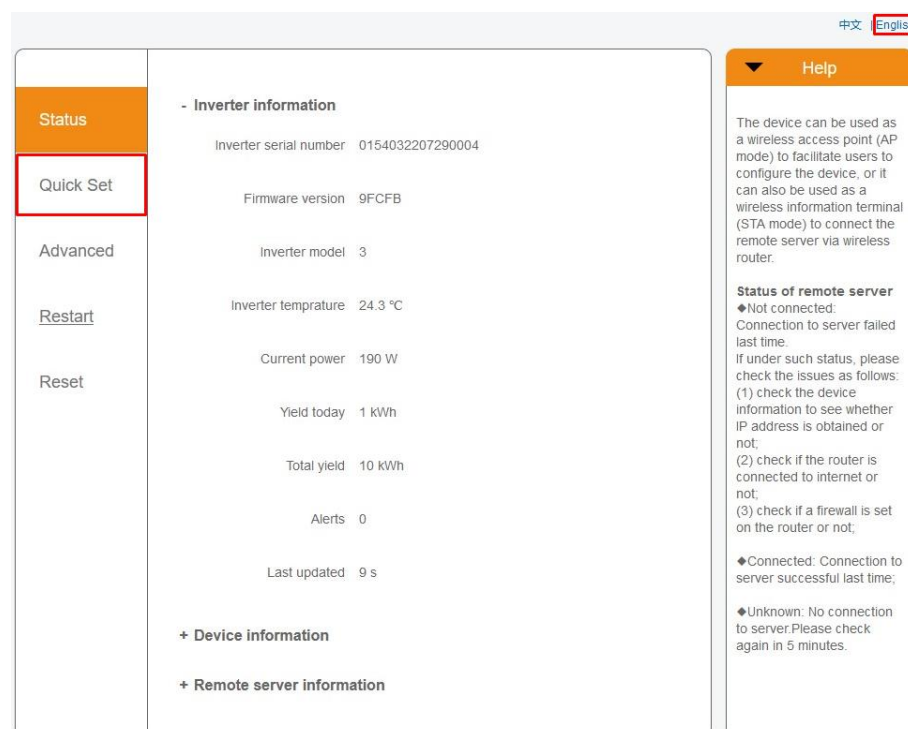 中文 | Englis
Status
Quick Set
Advanced
Restart
Reset
- Inverter information
Inverter serial number 0154032207290004
Firmware version 9FCFB
Inverter model 3
Inverter temprature 24.3 ℃
Current power 190 W
Yield today 1 kWh
Total yield 10 kWh
Alerts 0
Last updated 9 s
+ Device information
+ Remote server information
Help
The device can be used as
a wireless access point (AP
mode) to facilitate users to
configure the device, or it
can also be used as a
wireless information terminal
(STA mode) to connect the
remote server via wireless
router.
Status of remote server
◆Not connected:
Connection to server failed
last time.
If under such status, please
check the issues as follows:
(1) check the device
information to see whether
IP address is obtained or
not;
(2) check if the router is
connected to internet or
not;
(3) check if a firewall is set
on the router or not;
◆Connected: Connection to
server successful last time;
◆Unknown: No connection
to server.Please check
again in 5 minutes.